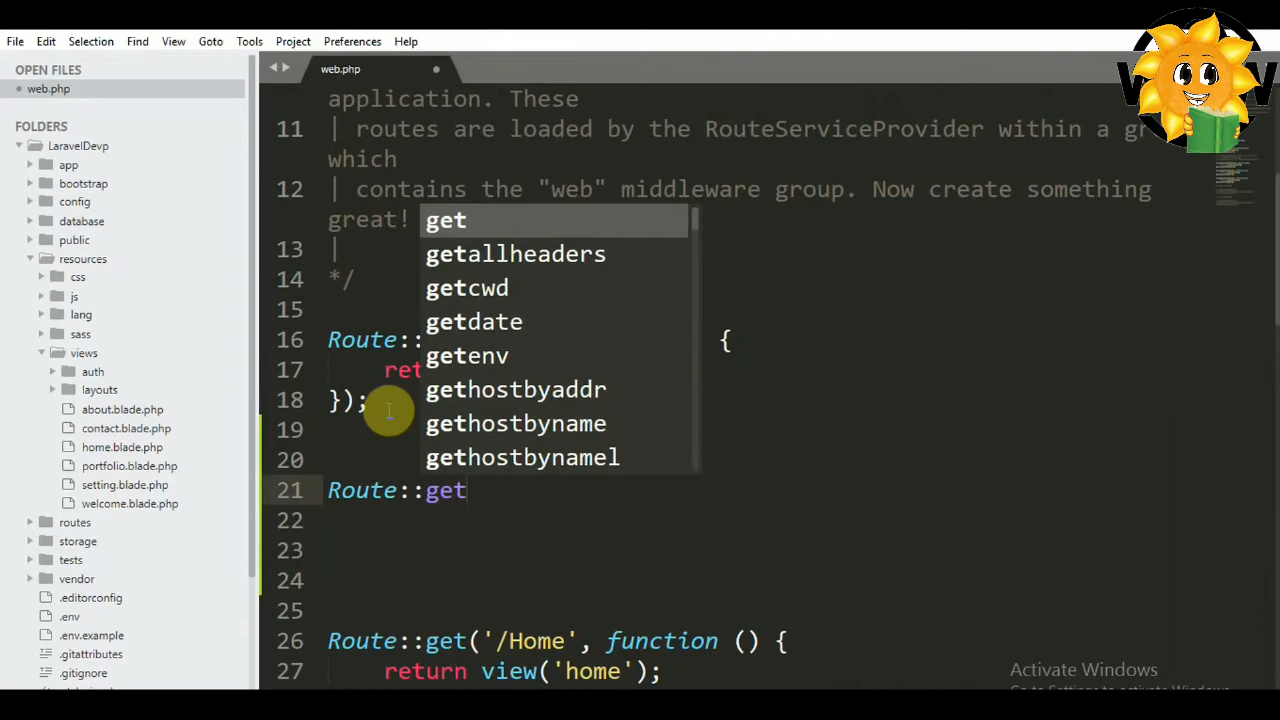 File Edit Selection Find View Goto Tools Project Preferences Help
OPEN FILES
web.php
FOLDERS
LaravelDevp
app
bootstrap
config
database
public
resources
css
js
lang
sass
views
auth
layouts
about.blade.php
contact.blade.php
home.blade.php
portfolio.blade.php
setting.blade.php
welcome.blade.php
routes
storage
tests
vendor
.editorconfig
.env
.env.example
.gitattributes
.gitignore
web.php
application. These
11 | routes are loaded by the RouteServiceProvider within a gr
which
12 | contains the "web" middleware group. Now create something
great!
13 |
14 */
15
16 Route:: {
17 ret
18 });
19
20
21 Route::get
22
23
24
25
26 Route::get('/Home', function () {
27 return view('home');
get
getallheaders
getcwd
getdate
getenv
gethostbyaddr
gethostbyname
gethostbynamel
Activate Windows
Go to Settings to activate Windows.